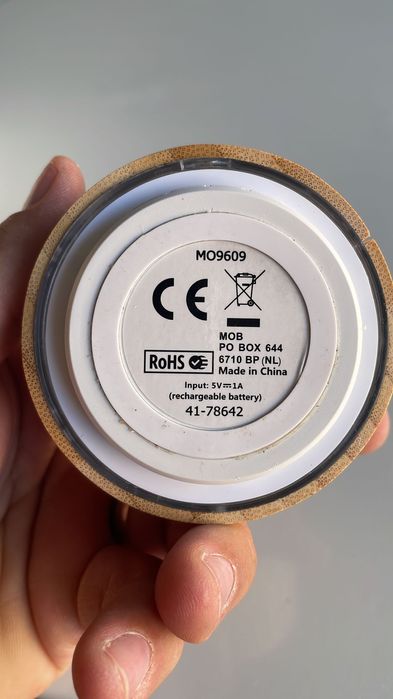 MO9609
CE
MOB
PO BOX 644
6710 BP (NL)
Made in China
RoHS
Input: 5V⎓1A
(rechargeable battery)
41-78642